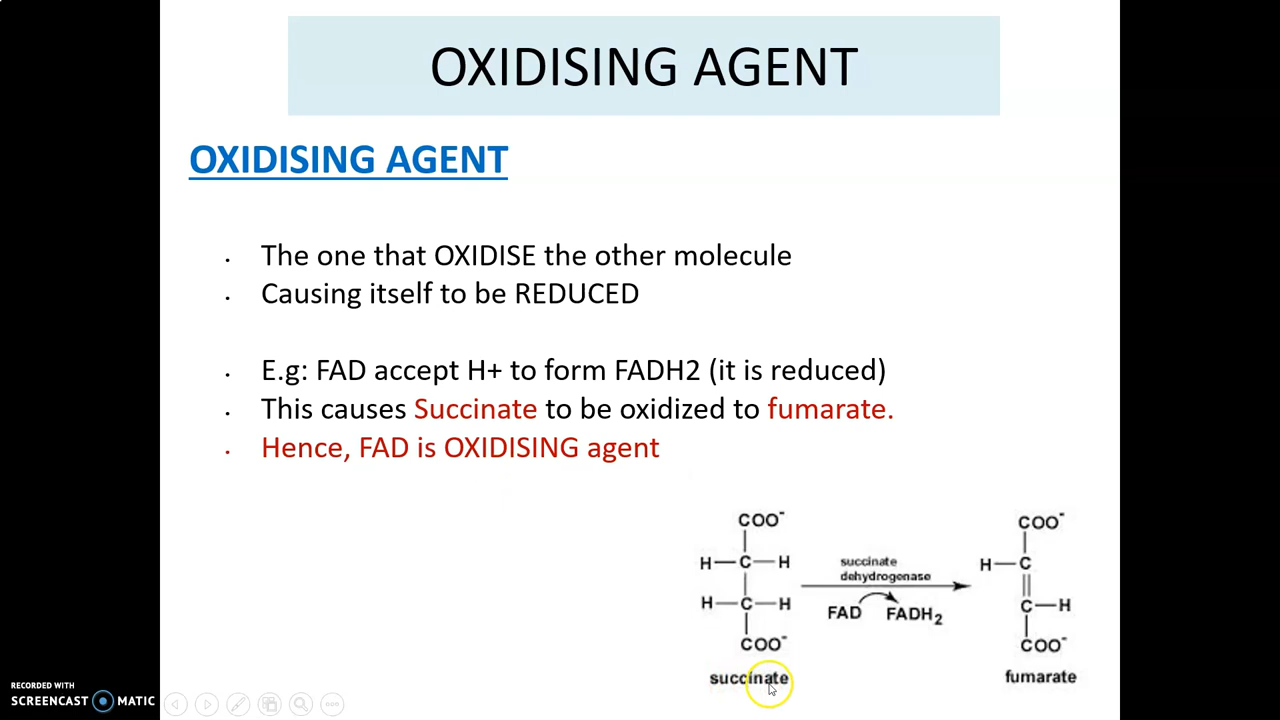 OXIDISING AGENT
OXIDISING AGENT
• The one that OXIDISE the other molecule
• Causing itself to be REDUCED
• E.g: FAD accept H+ to form FADH2 (it is reduced)
• This causes Succinate to be oxidized to fumarate.
• Hence, FAD is OXIDISING agent
COO⁻
H—C—H
H—C—H
COO⁻
succinate
succinate
dehydrogenase
FAD FADH₂
COO⁻
H—C
C—H
COO⁻
fumarate
RECORDED WITH
SCREENCAST MATIC